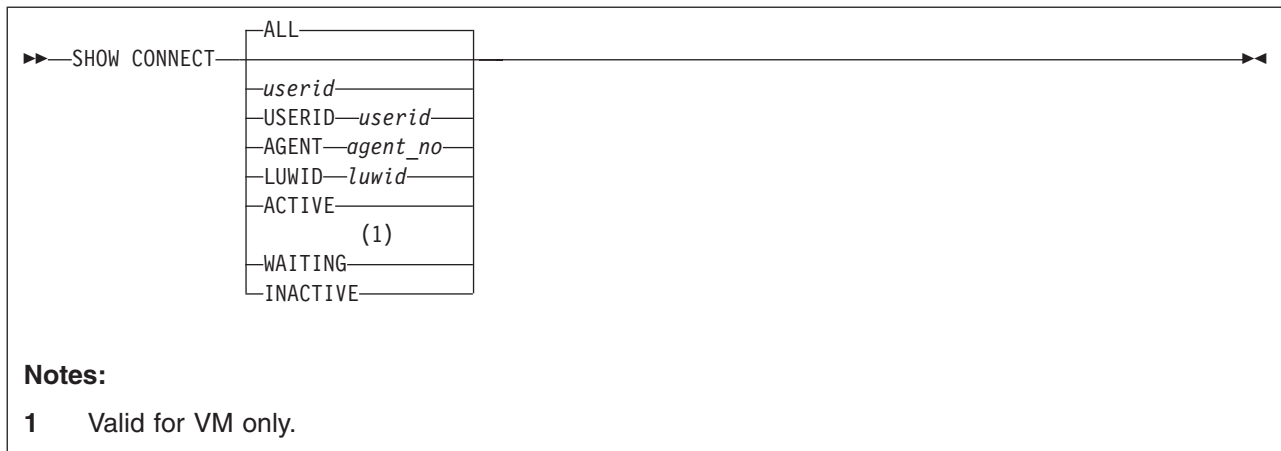 ALL
SHOW CONNECT
userid
USERID userid
AGENT agent_no
LUWID luwid
ACTIVE
(1)
WAITING
INACTIVE
Notes:
1 Valid for VM only.